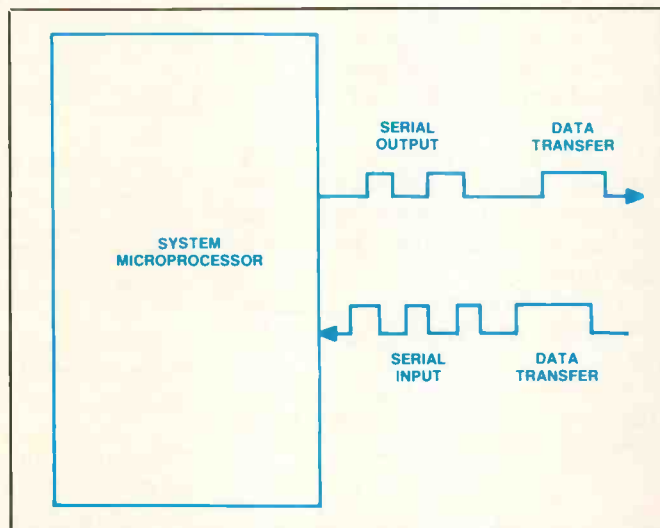 SERIAL
OUTPUT
DATA
TRANSFER
SYSTEM
MICROPROCESSOR
SERIAL
INPUT
DATA
TRANSFER